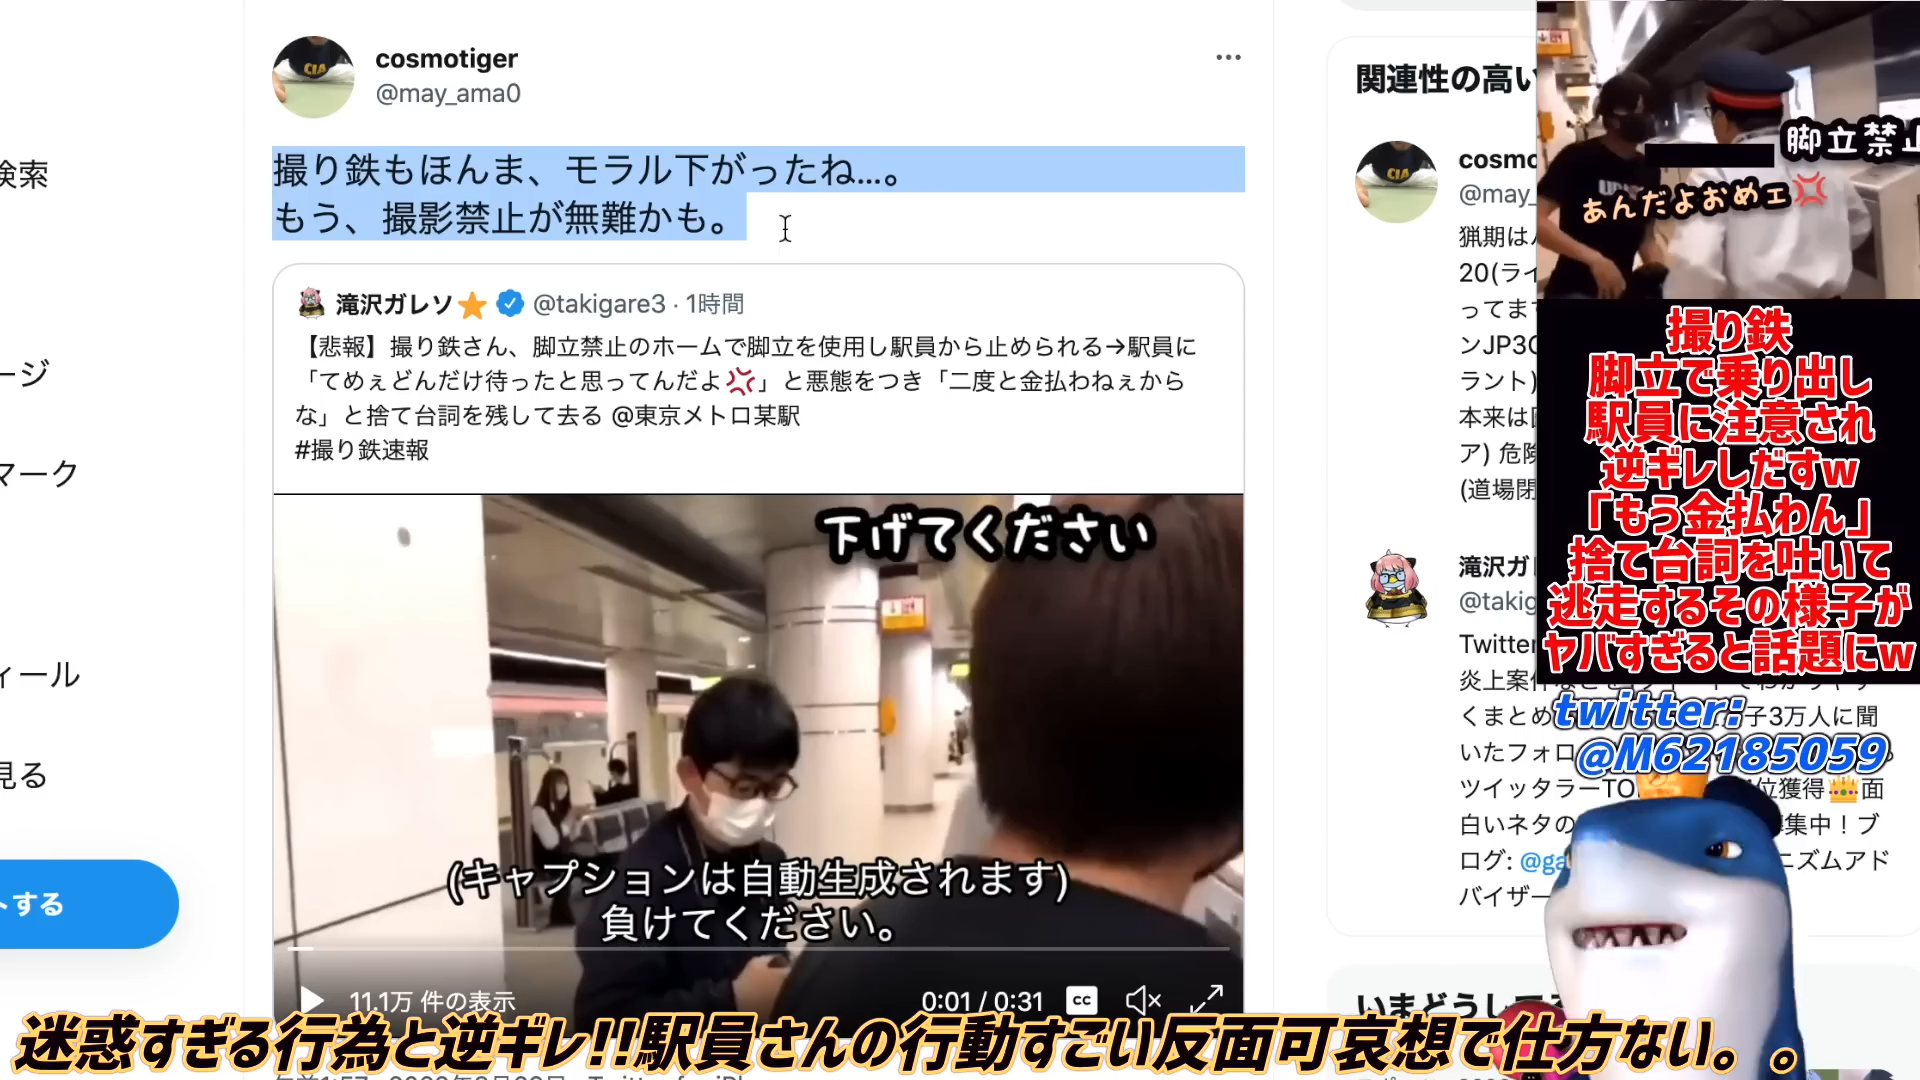 検索
ージ
マーク
ィール
見る
トする
cosmotiger
@may_ama0
撮り鉄もほんま、モラル下がったね...。
もう、撮影禁止が無難かも。
滝沢ガレソ @takigare3 · 1時間
【悲報】撮り鉄さん、脚立禁止のホームで脚立を使用し駅員から止められる→駅員に
「てめぇどんだけ待ったと思ってんだよ💢」と悪態をつき「二度と金払わねぇから
な」と捨て台詞を残して去る @東京メトロ某駅
#撮り鉄速報
下げてください
(キャプションは自動生成されます)
負けてください。
11.1万 件の表示
0:01 / 0:31
CC
関連性の高い
CIA
cosmo
@may_
猟期は
20(ライ
ってます
ンJP3C
ラント)
本来は
ア) 危険
(道場閉
滝沢ガ
@takig
Twitter
炎上案件
くまとめ 子3万人に聞
いたフォロ
ツイッタラーTO 位獲得👑面
白いネタの 集中！ブ
ログ: @ga ニズムアド
バイザー
いまどうして
脚立禁止
あんだよおめェ💢
撮り鉄
脚立で乗り出し
駅員に注意され
逆ギレしだすw
「もう金払わん」
捨て台詞を吐いて
逃走するその様子が
ヤバすぎると話題にw
twitter:
@M62185059
迷惑すぎる行為と逆ギレ!!駅員さんの行動すごい反面可哀想で仕方ない。。